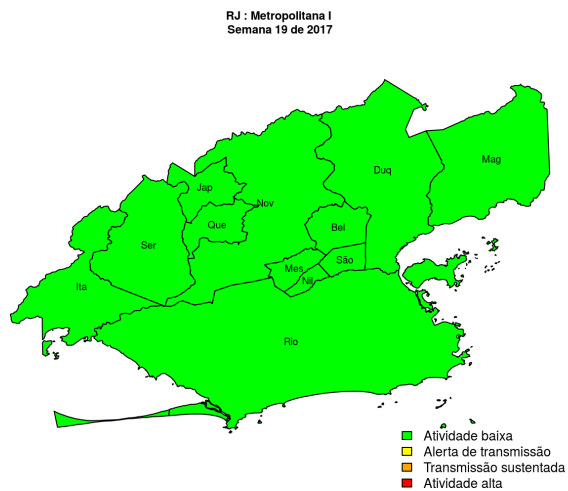 RJ : Metropolitana I
Semana 19 de 2017
Mag
Duq
Jap
Nov
Que
Bel
Ser
São
Mes
Nil
Ita
Rio
Atividade baixa
Alerta de transmissão
Transmissão sustentada
Atividade alta